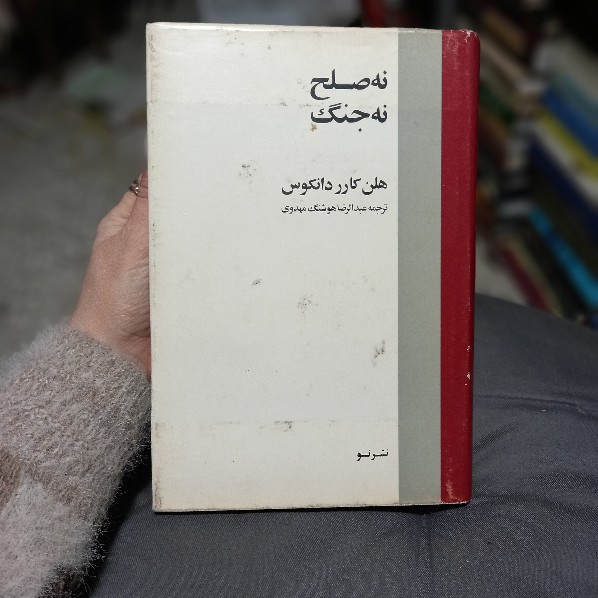 نه صلح
نه جنگ
هلن کارر دانکوس
ترجمه عبدالرضا هوشنگ مهدوی
نشر نو